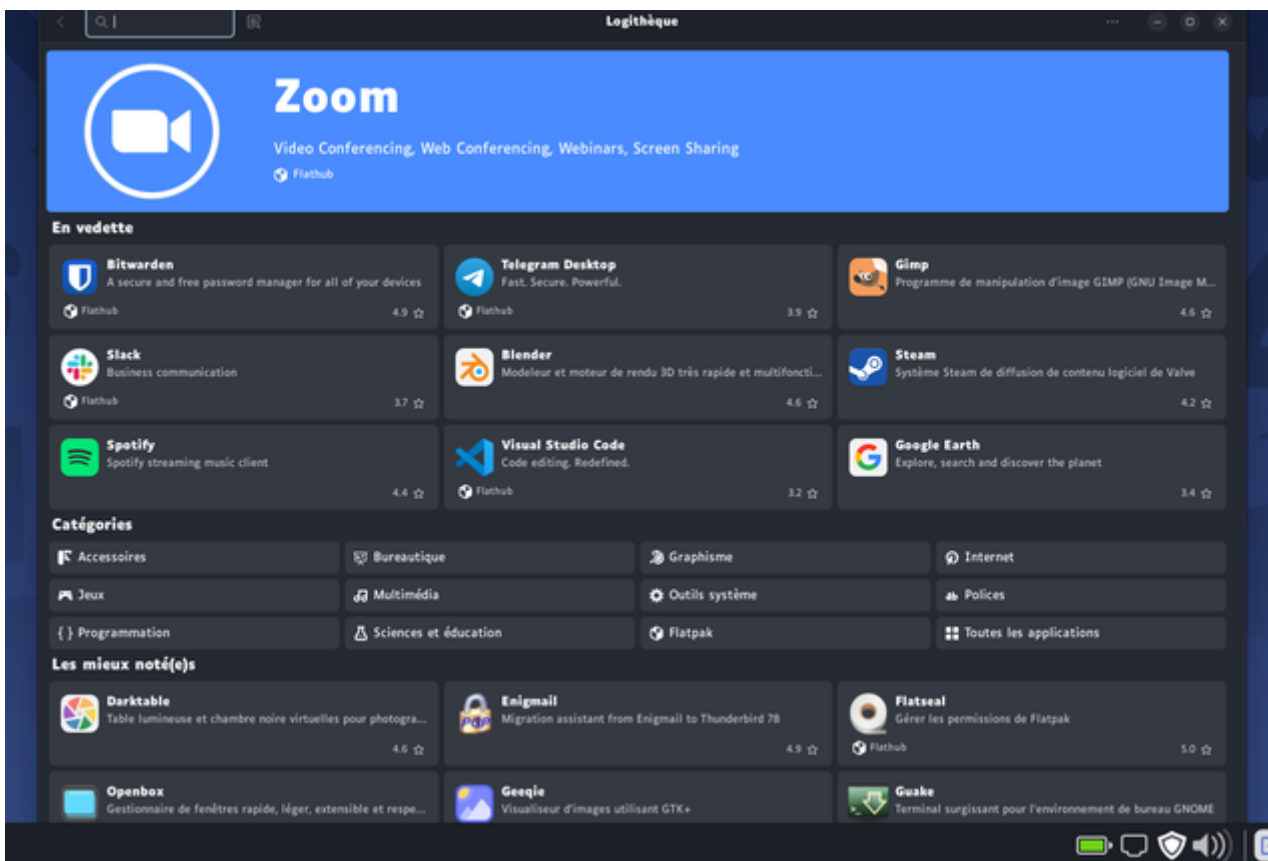 Logithèque
Zoom
Video Conferencing, Web Conferencing, Webinars, Screen Sharing
Flathub
En vedette
Bitwarden
A secure and free password manager for all of your devices
Flathub
4.9
Telegram Desktop
Fast. Secure. Powerful.
Flathub
3.9
Gimp
Programme de manipulation d'image GIMP (GNU Image M...
4.6
Slack
Business communication
Flathub
3.7
Blender
Modeleur et moteur de rendu 3D très rapide et multifoncti...
4.6
Steam
Système Steam de diffusion de contenu logiciel de Valve
4.2
Spotify
Spotify streaming music client
4.4
Visual Studio Code
Code editing. Redefined.
Flathub
3.2
Google Earth
Explore, search and discover the planet
3.4
Catégories
Accessoires
Bureautique
Graphisme
Internet
Jeux
Multimédia
Outils système
Polices
Programmation
Sciences et éducation
Flatpak
Toutes les applications
Les mieux noté(e)s
Darktable
Table lumineuse et chambre noire virtuelles pour photogra...
4.6
Enigmail
Migration assistant from Enigmail to Thunderbird 78
4.9
Flatseal
Gérer les permissions de Flatpak
Flathub
5.0
Openbox
Gestionnaire de fenêtres rapide, léger, extensible et respe...
Geeqie
Visualiseur d'images utilisant GTK+
Guake
Terminal surgissant pour l'environnement de bureau GNOME